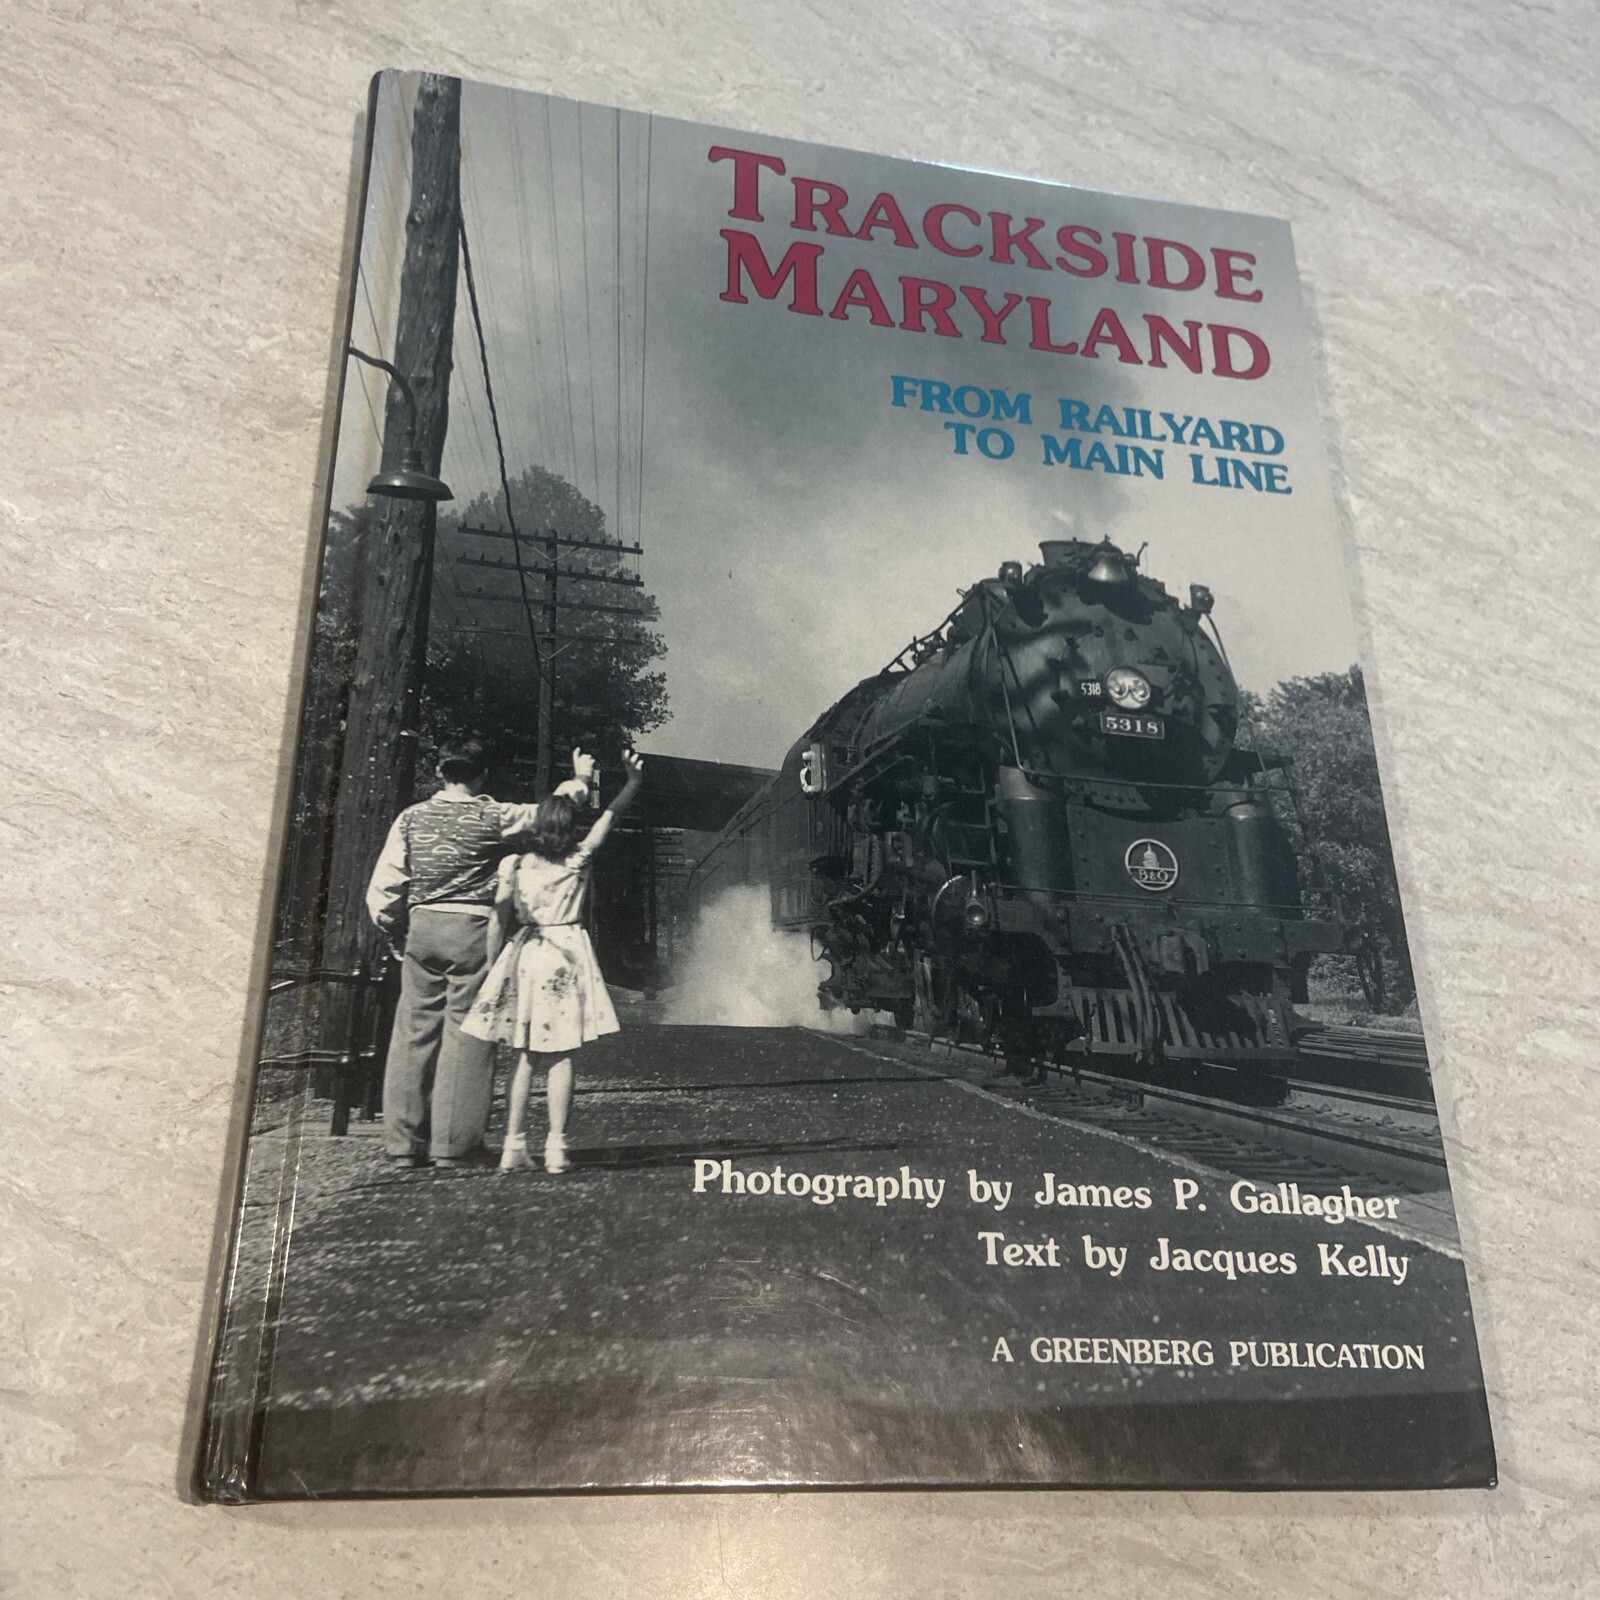 TRACKSIDE
MARYLAND
FROM RAILYARD
TO MAIN LINE
5318
5318
B&O
Photography by James P. Gallagher
Text by Jacques Kelly
A GREENBERG PUBLICATION